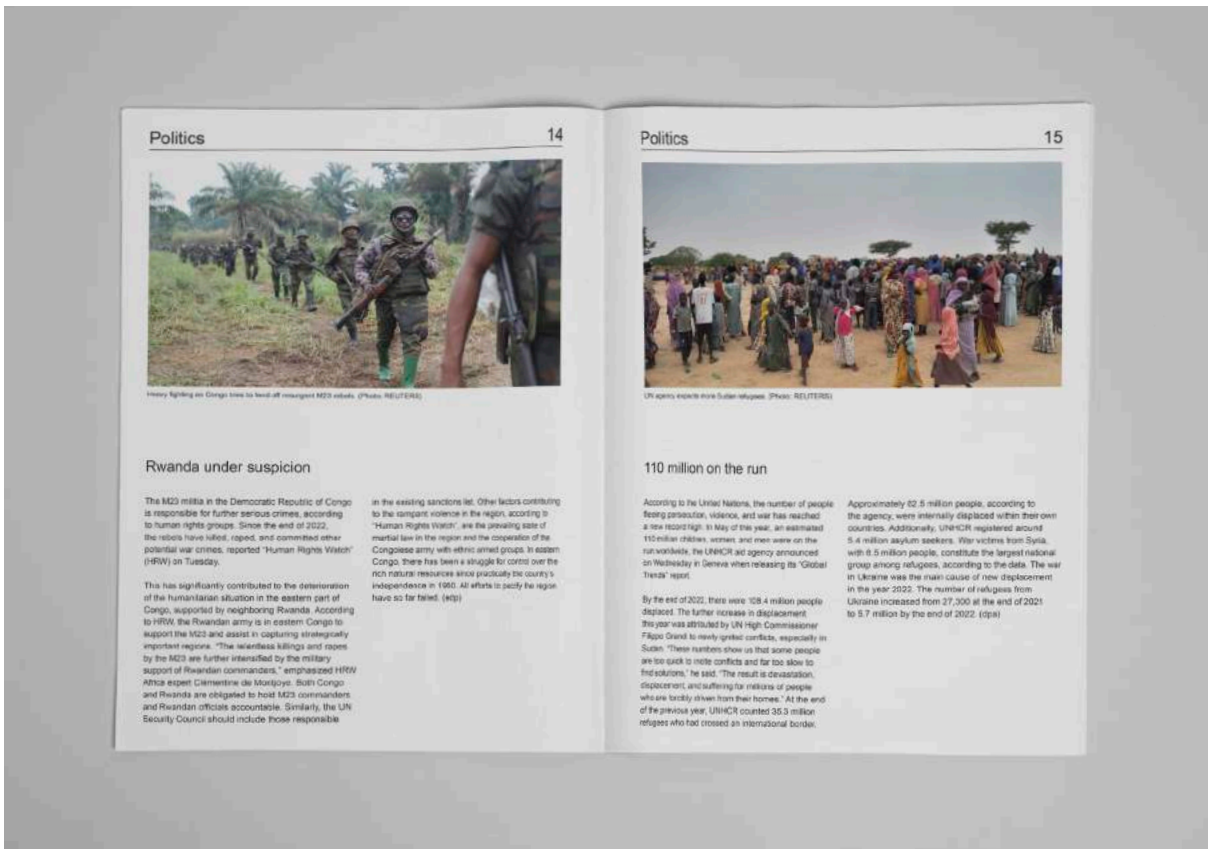 Politics
14
Heavy fighting as Congo tries to fend off resurgent M23 rebels. (Photo: REUTERS)
Rwanda under suspicion
The M23 militia in the Democratic Republic of Congo
is responsible for further serious crimes, according
to human rights groups. Since the end of 2022,
the rebels have killed, raped, and committed other
potential war crimes, reported "Human Rights Watch"
(HRW) on Tuesday.
This has significantly contributed to the deterioration
of the humanitarian situation in the eastern part of
Congo, supported by neighboring Rwanda. According
to HRW, the Rwandan army is in eastern Congo to
support the M23 and assist in capturing strategically
important regions. "The relentless killings and rapes
by the M23 are further intensified by the military
support of Rwandan commanders," emphasized HRW
Africa expert Clémentine de Montjoye. Both Congo
and Rwanda are obligated to hold M23 commanders
and Rwandan officials accountable. Similarly, the UN
Security Council should include those responsible
in the existing sanctions list. Other factors contributing
to the rampant violence in the region, according to
"Human Rights Watch", are the prevailing state of
martial law in the region and the cooperation of the
Congolese army with ethnic armed groups. In eastern
Congo, there has been a struggle for control over the
rich natural resources since practically the country's
independence in 1960. All efforts to pacify the region
have so far failed. (edp)
Politics
15
UN agency expects more Sudan refugees. (Photo: REUTERS)
110 million on the run
According to the United Nations, the number of people
fleeing persecution, violence, and war has reached
a new record high. In May of this year, an estimated
110 million children, women, and men were on the
run worldwide, the UNHCR aid agency announced
on Wednesday in Geneva when releasing its "Global
Trends" report.
By the end of 2022, there were 108.4 million people
displaced. The further increase in displacement
this year was attributed by UN High Commissioner
Filippo Grandi to newly ignited conflicts, especially in
Sudan. "These numbers show us that some people
are too quick to incite conflicts and far too slow to
find solutions," he said. "The result is devastation,
displacement, and suffering for millions of people
who are forcibly driven from their homes." At the end
of the previous year, UNHCR counted 35.3 million
refugees who had crossed an international border.
Approximately 62.5 million people, according to
the agency, were internally displaced within their own
countries. Additionally, UNHCR registered around
5.4 million asylum seekers. War victims from Syria,
with 6.5 million people, constitute the largest national
group among refugees, according to the data. The war
in Ukraine was the main cause of new displacement
in the year 2022. The number of refugees from
Ukraine increased from 27,300 at the end of 2021
to 5.7 million by the end of 2022. (dpa)